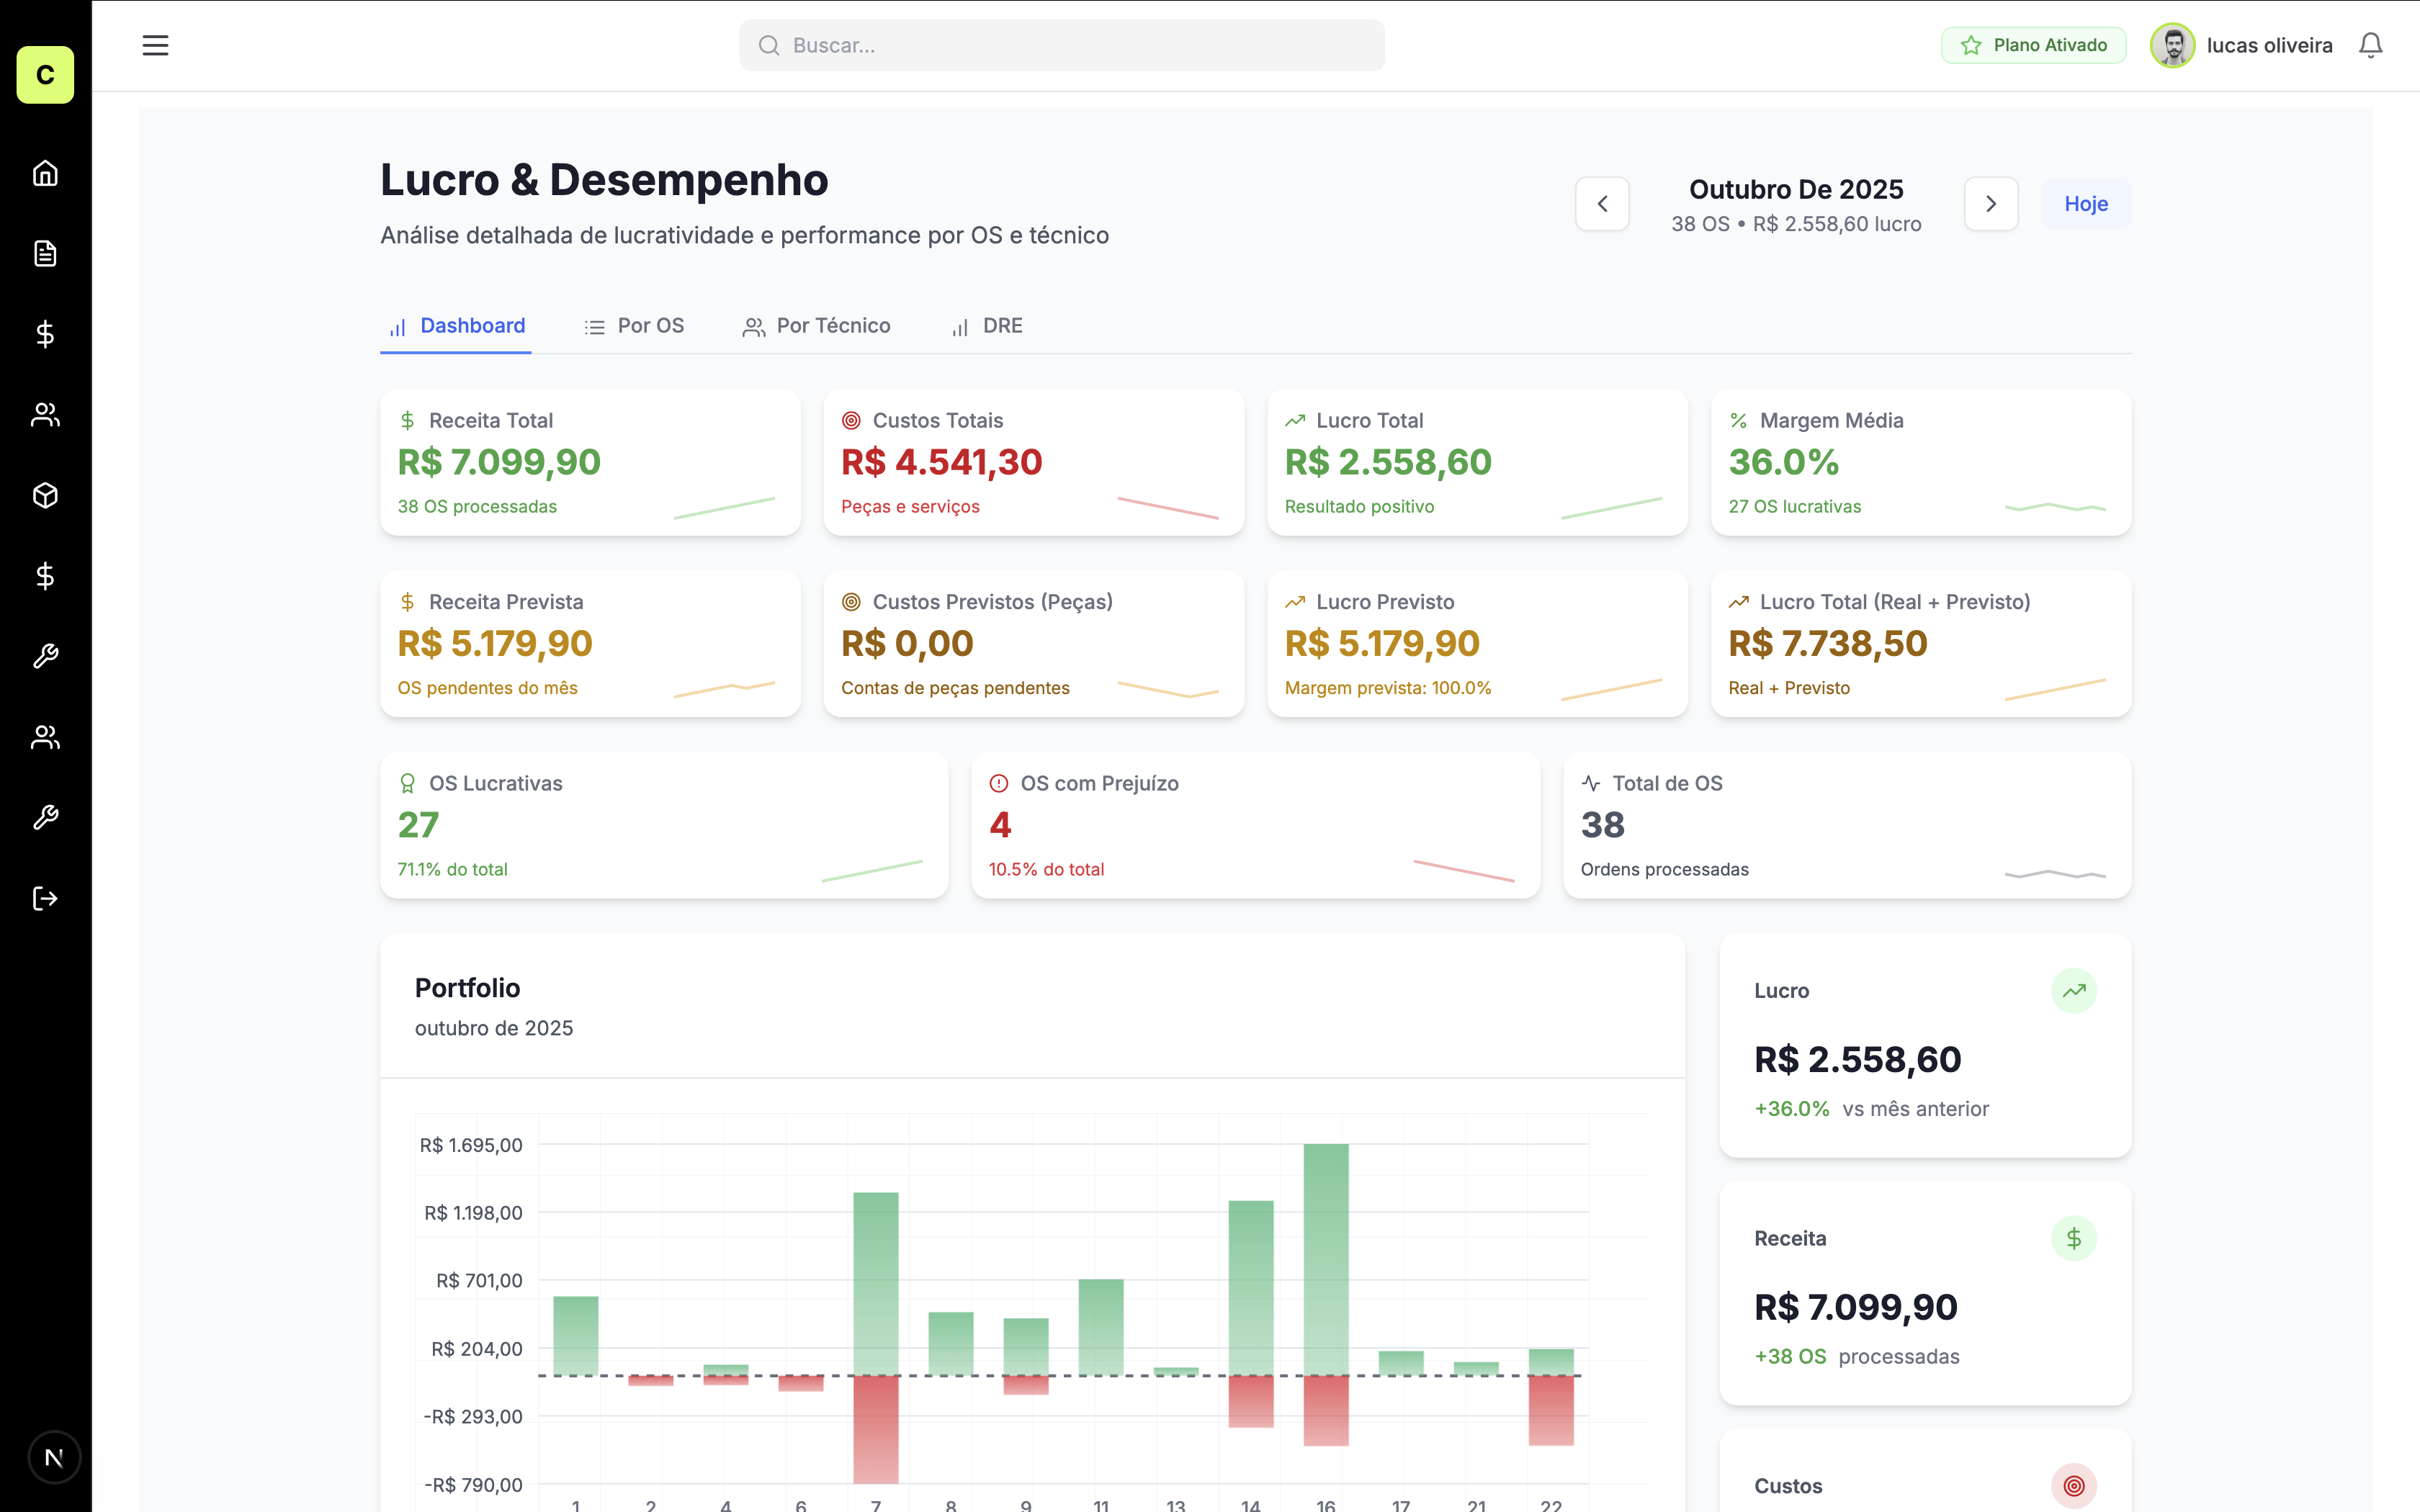 C
Buscar...
Plano Ativado
lucas oliveira
Lucro & Desempenho
Análise detalhada de lucratividade e performance por OS e técnico
Outubro De 2025
38 OS • R$ 2.558,60 lucro
Hoje
Dashboard
Por OS
Por Técnico
DRE
Receita Total
R$ 7.099,90
38 OS processadas
Custos Totais
R$ 4.541,30
Peças e serviços
Lucro Total
R$ 2.558,60
Resultado positivo
Margem Média
36.0%
27 OS lucrativas
Receita Prevista
R$ 5.179,90
OS pendentes do mês
Custos Previstos (Peças)
R$ 0,00
Contas de peças pendentes
Lucro Previsto
R$ 5.179,90
Margem prevista: 100.0%
Lucro Total (Real + Previsto)
R$ 7.738,50
Real + Previsto
OS Lucrativas
27
71.1% do total
OS com Prejuízo
4
10.5% do total
Total de OS
38
Ordens processadas
Portfolio
outubro de 2025
R$ 1.695,00
R$ 1.198,00
R$ 701,00
R$ 204,00
-R$ 293,00
-R$ 790,00
1 2 4 6 7 8 9 11 13 14 16 17 21 22
Lucro
R$ 2.558,60
+36.0% vs mês anterior
Receita
R$ 7.099,90
+38 OS processadas
Custos
N